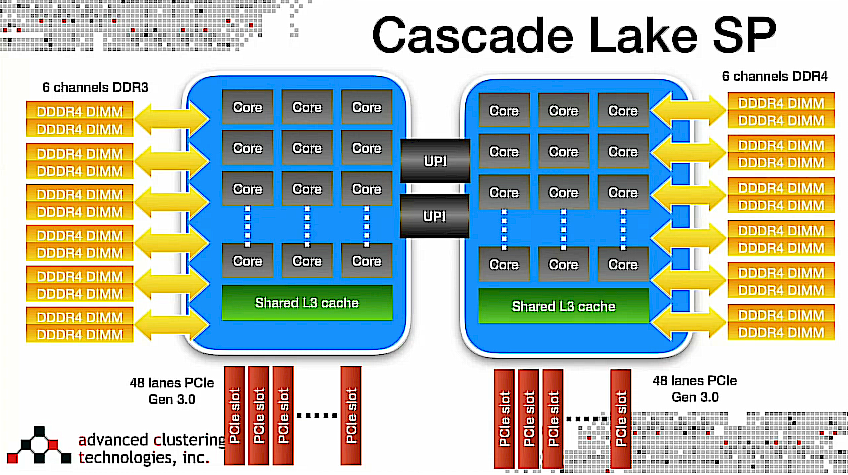 Cascade Lake SP
6 channels DDR3
DDDR4 DIMM
DDDR4 DIMM
DDDR4 DIMM
DDDR4 DIMM
DDDR4 DIMM
DDDR4 DIMM
DDDR4 DIMM
DDDR4 DIMM
DDDR4 DIMM
DDDR4 DIMM
DDDR4 DIMM
DDDR4 DIMM
Core Core Core
Core Core Core
Core Core Core
Core Core Core
Shared L3 cache
UPI
UPI
Core Core Core
Core Core Core
Core Core Core
Core Core Core
Shared L3 cache
6 channels DDR4
DDDR4 DIMM
DDDR4 DIMM
DDDR4 DIMM
DDDR4 DIMM
DDDR4 DIMM
DDDR4 DIMM
DDDR4 DIMM
DDDR4 DIMM
DDDR4 DIMM
DDDR4 DIMM
DDDR4 DIMM
DDDR4 DIMM
48 lanes PCIe
Gen 3.0
PCIe slot
PCIe slot
PCIe slot
PCIe slot
PCIe slot
PCIe slot
PCIe slot
PCIe slot
48 lanes PCIe
Gen 3.0
advanced clustering
technologies, inc.